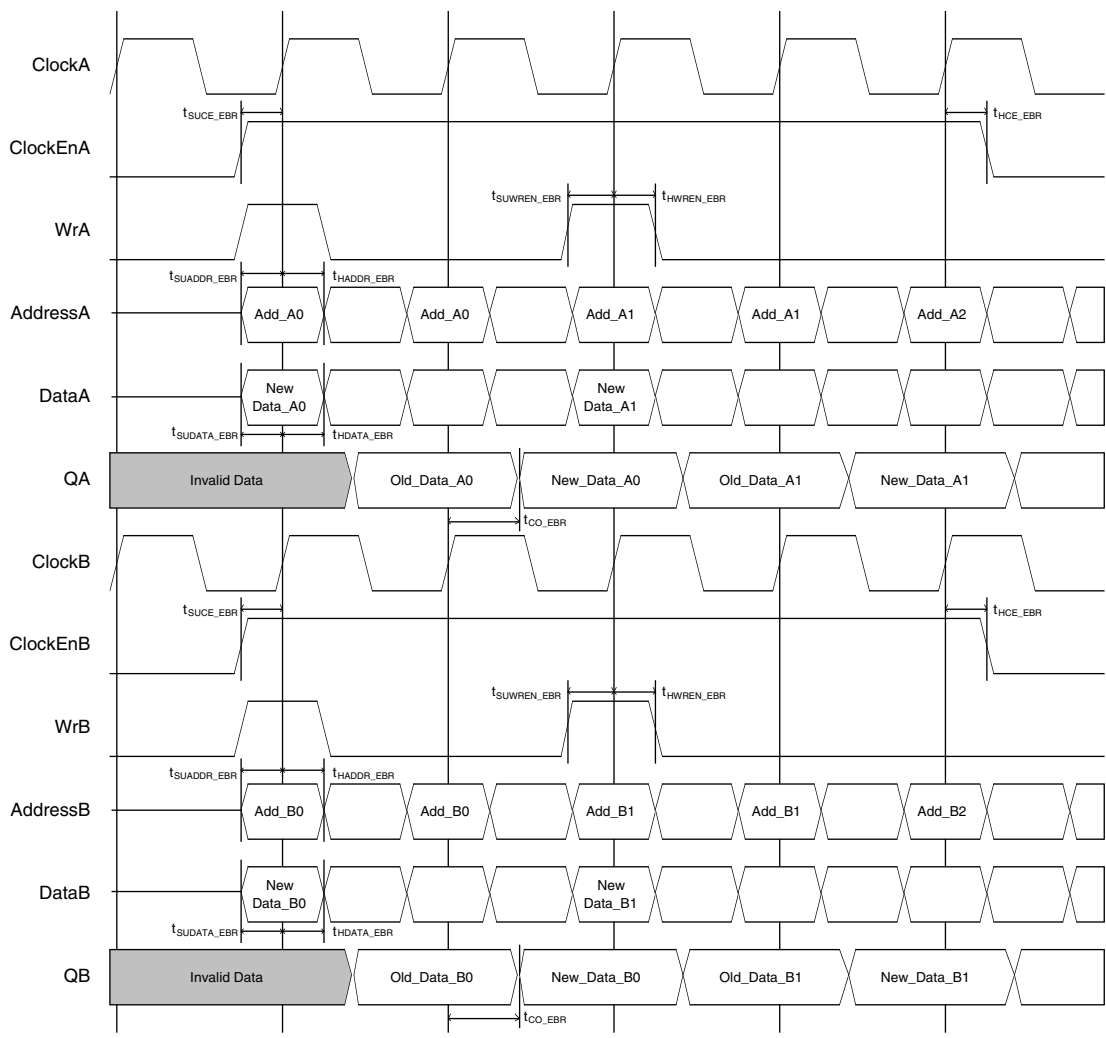 ClockA
tSUCE_EBR tHCE_EBR
ClockEnA
tSUWREN_EBR tHWREN_EBR
WrA
tSUADDR_EBR tHADDR_EBR
AddressA Add_A0 Add_A0 Add_A1 Add_A1 Add_A2
DataA New Data_A0 New Data_A1
tSUDATA_EBR tHDATA_EBR
QA Invalid Data Old_Data_A0 New_Data_A0 Old_Data_A1 New_Data_A1
tCO_EBR
ClockB
tSUCE_EBR tHCE_EBR
ClockEnB
tSUWREN_EBR tHWREN_EBR
WrB
tSUADDR_EBR tHADDR_EBR
AddressB Add_B0 Add_B0 Add_B1 Add_B1 Add_B2
DataB New Data_B0 New Data_B1
tSUDATA_EBR tHDATA_EBR
QB Invalid Data Old_Data_B0 New_Data_B0 Old_Data_B1 New_Data_B1
tCO_EBR